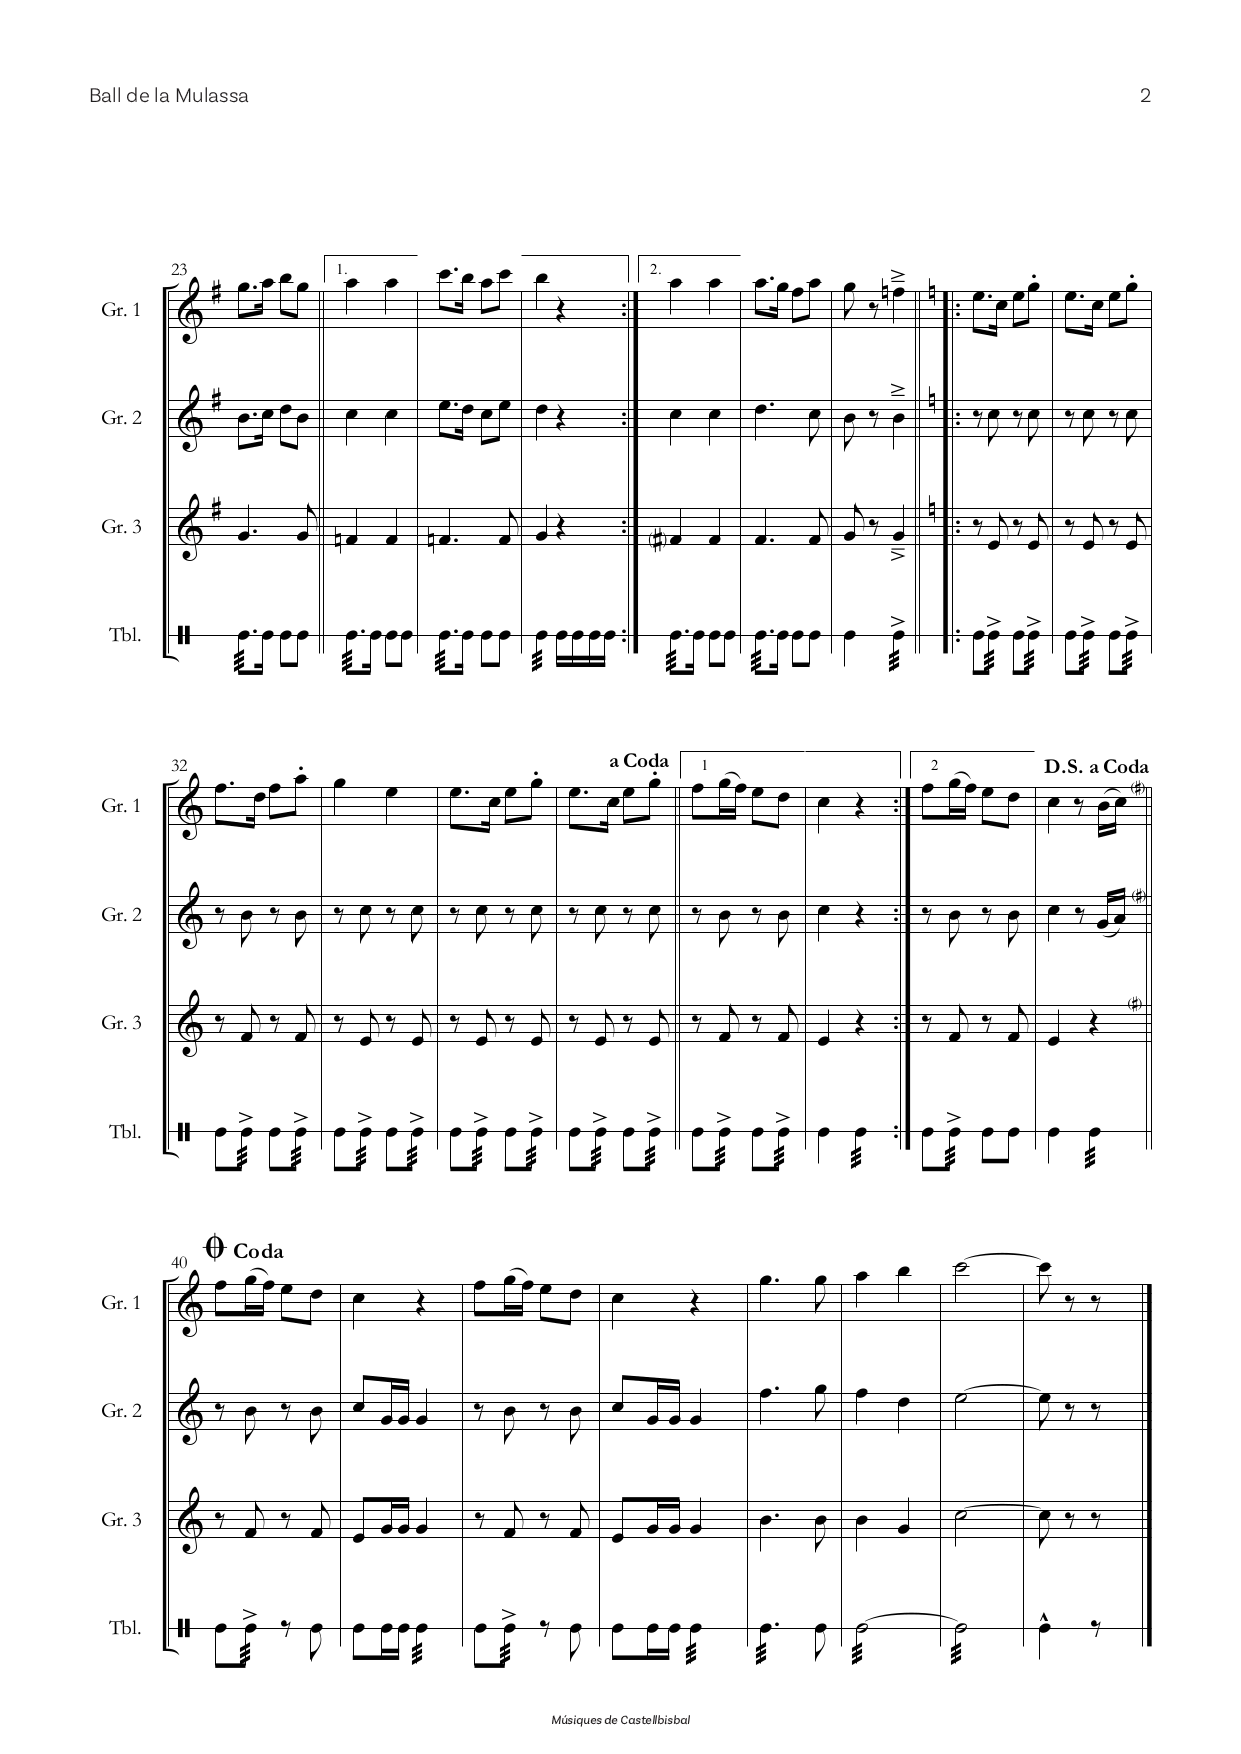 Ball de la Mulassa 2
23
1.
2.
Gr. 1
Gr. 2
Gr. 3
Tbl.
32
a Coda
1
2
D.S. a Coda
Gr. 1
Gr. 2
Gr. 3
Tbl.
40
Coda
Gr. 1
Gr. 2
Gr. 3
Tbl.
Músiques de Castellbisbal